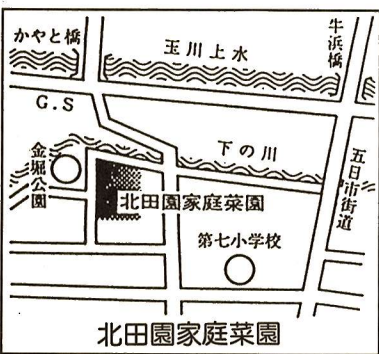 かやと橋
玉川上水
牛浜橋
G.S
下の川
金堀公園
五日市街道
北田園家庭菜園
第七小学校
北田園家庭菜園